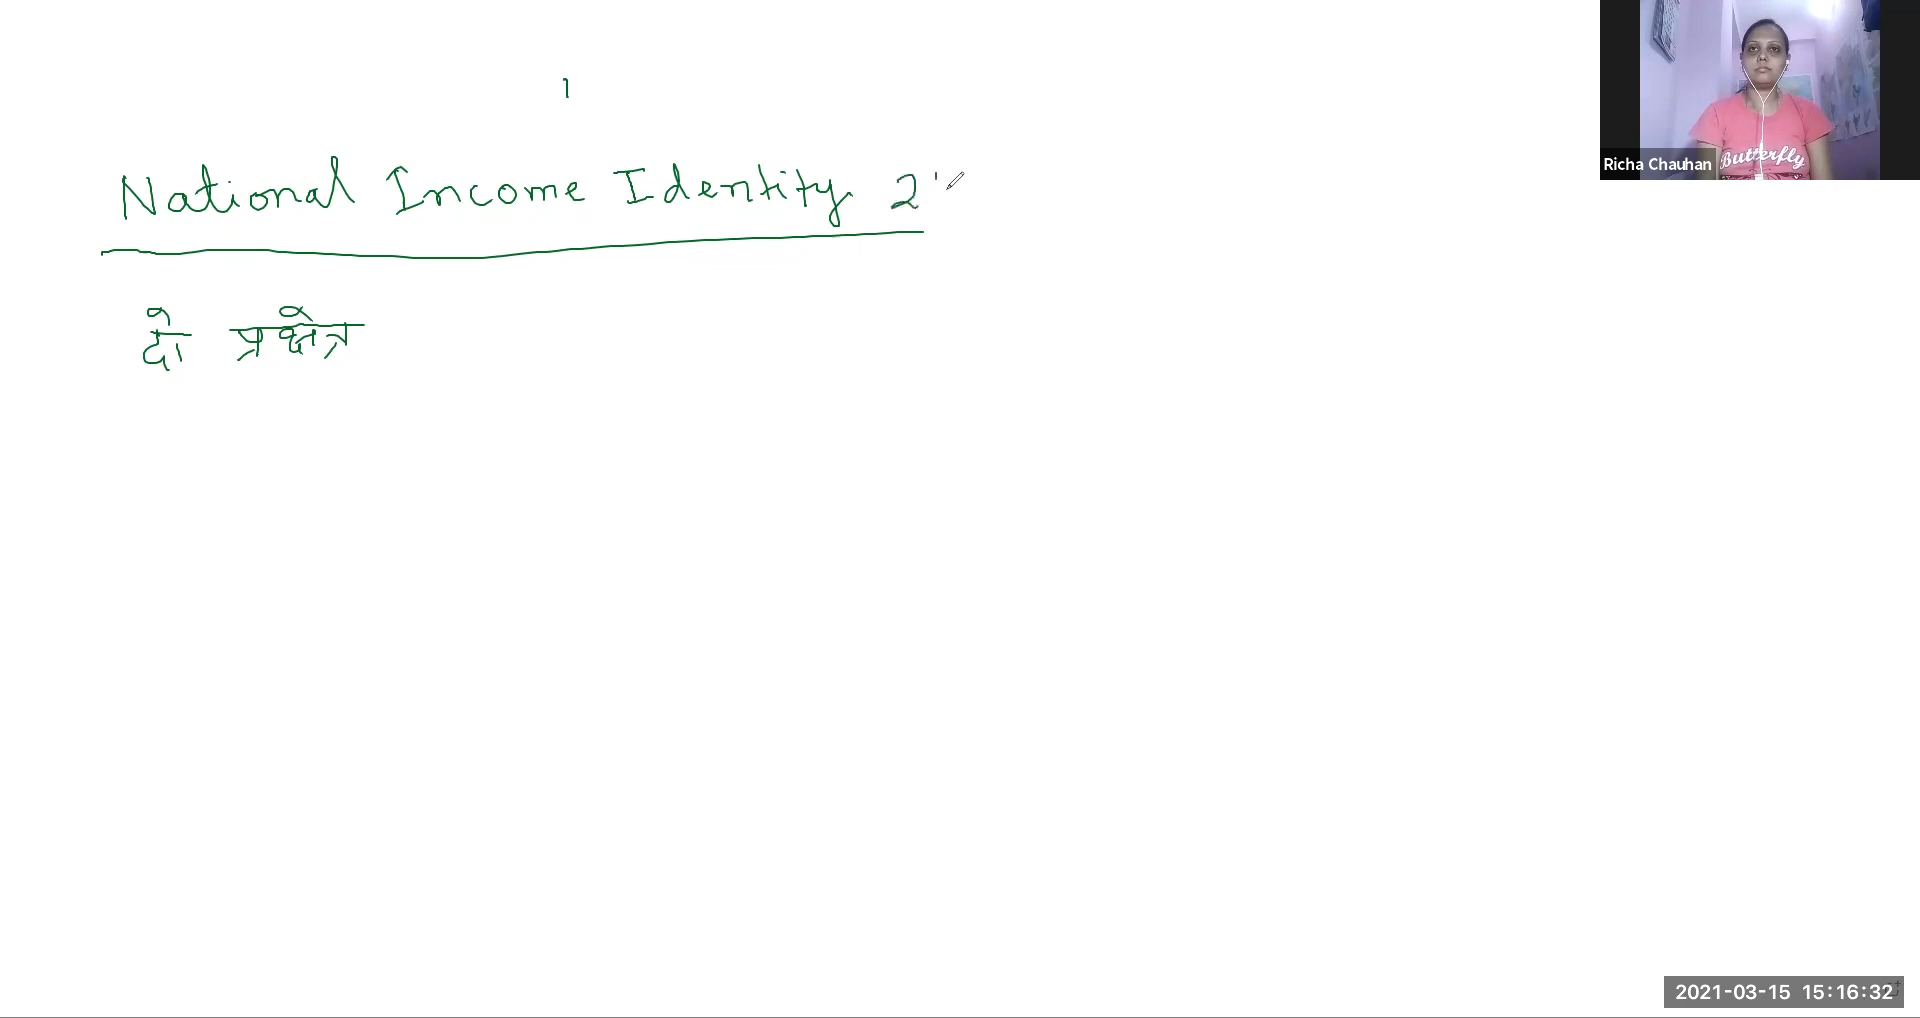 1
National Income Identity 2'
दो प्रक्षेत्र
Richa Chauhan
Butterfly
2021-03-15 15:16:32